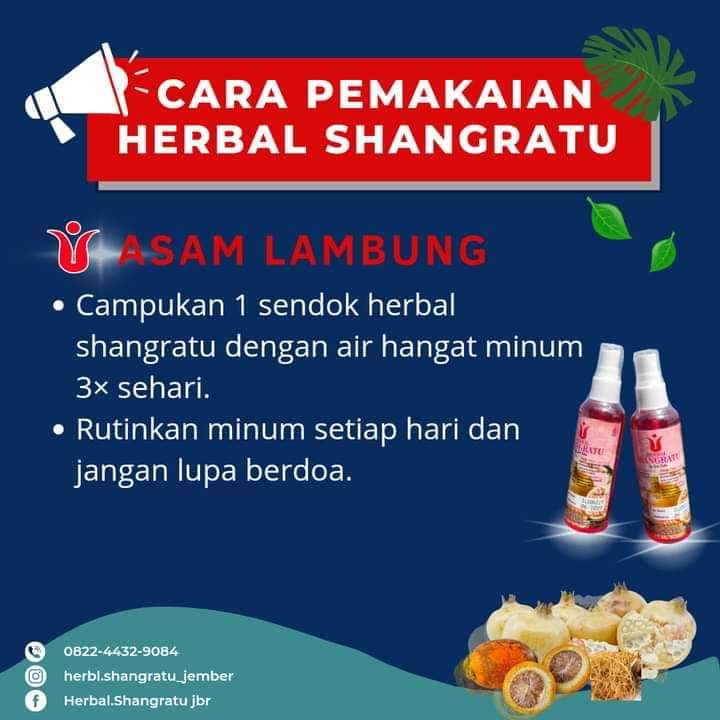 CARA PEMAKAIAN
HERBAL SHANGRATU
ASAM LAMBUNG
• Campukan 1 sendok herbal
shangratu dengan air hangat minum
3× sehari.
• Rutinkan minum setiap hari dan
jangan lupa berdoa.
SHANGRATU
0822-4432-9084
herbl.shangratu_jember
Herbal.Shangratu jbr